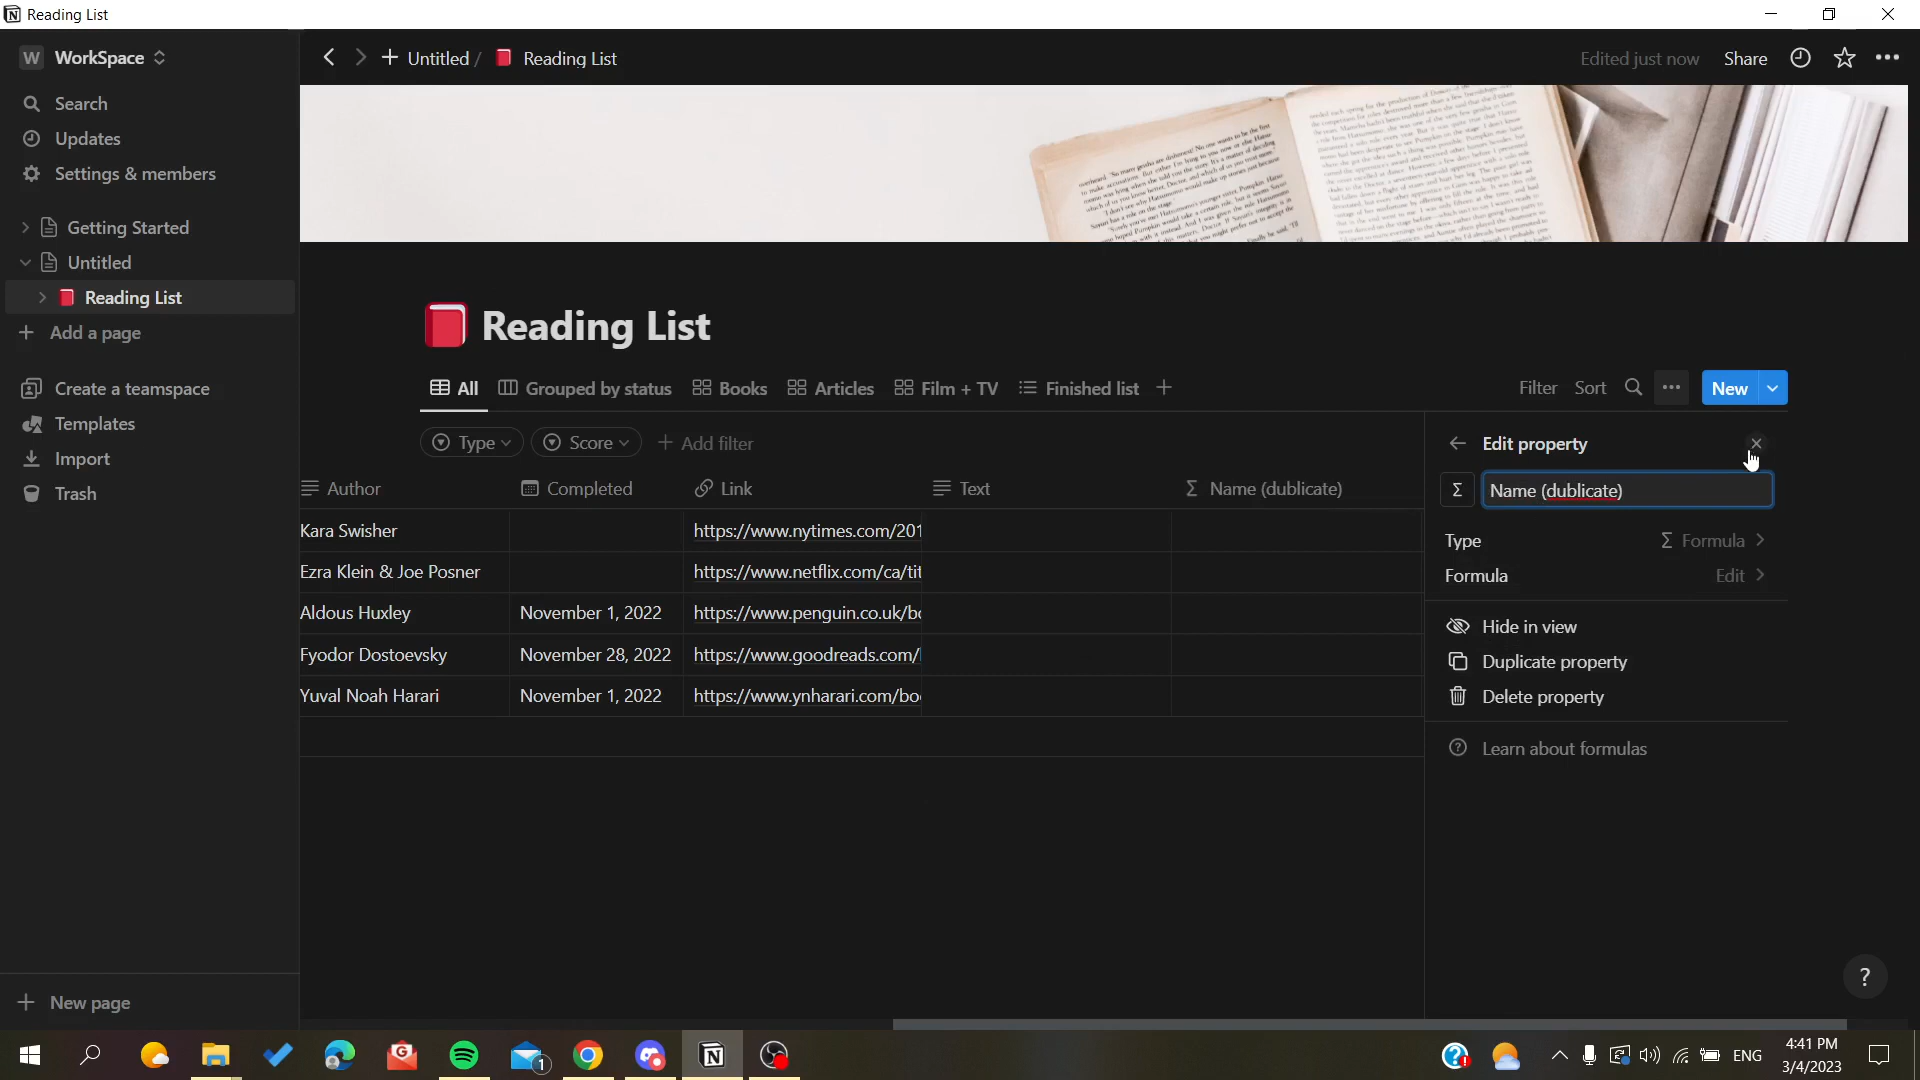 Reading List
W WorkSpace
+ Untitled / Reading List
Edited just now Share
Search
Updates
Settings & members
Getting Started
Untitled
Reading List
+ Add a page
Create a teamspace
Templates
Import
Trash
+ New page
Reading List
All Grouped by status Books Articles Film + TV Finished list +
Filter Sort New
Type Score + Add filter
Author Completed Link Text Σ Name (dublicate)
Kara Swisher https://www.nytimes.com/201
Ezra Klein & Joe Posner https://www.netflix.com/ca/tit
Aldous Huxley November 1, 2022 https://www.penguin.co.uk/bo
Fyodor Dostoevsky November 28, 2022 https://www.goodreads.com/
Yuval Noah Harari November 1, 2022 https://www.ynharari.com/boo
Edit property
Σ Name (dublicate)
Type Σ Formula
Formula Edit
Hide in view
Duplicate property
Delete property
? Learn about formulas
?
1
N
ENG
4:41 PM
3/4/2023